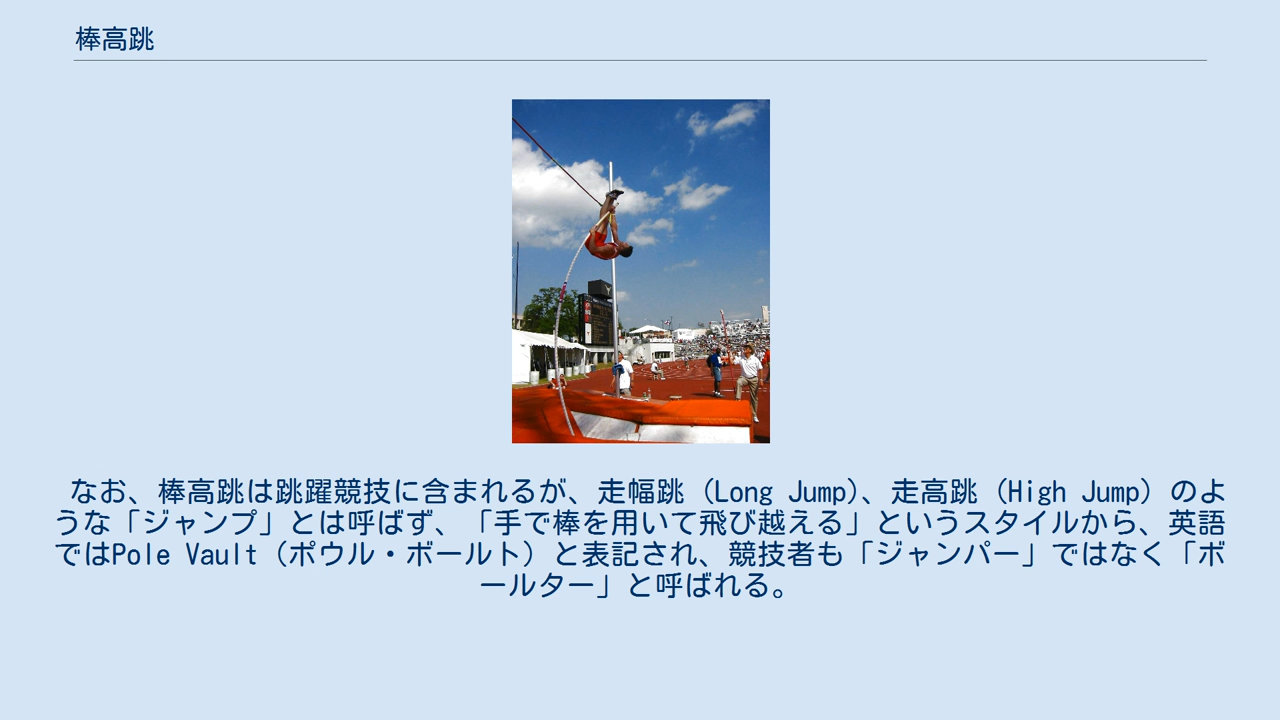 棒高跳
なお、棒高跳は跳躍競技に含まれるが、走幅跳（Long Jump)、走高跳（High Jump）のよ
うな「ジャンプ」とは呼ばず、「手で棒を用いて飛び越える」というスタイルから、英語
ではPole Vault（ポウル・ボールト）と表記され、競技者も「ジャンパー」ではなく「ボ
ールター」と呼ばれる。